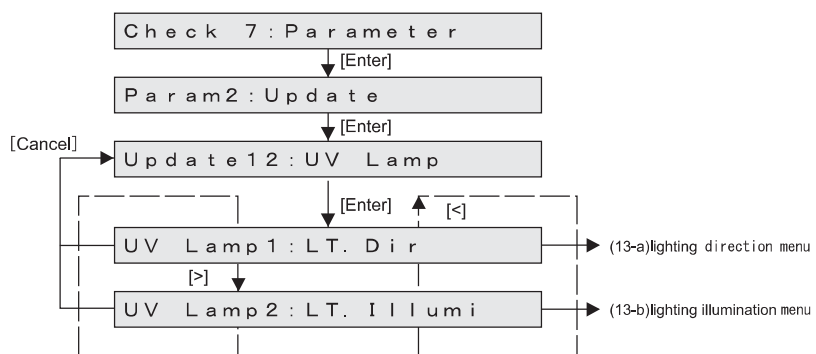 Check 7:Parameter
[Enter]
Param2:Update
[Enter]
[Cancel]
Update12:UV Lamp
[Enter]
[<]
UV Lamp1:LT. Dir
(13-a)lighting direction menu
[>]
UV Lamp2:LT. Illumi
(13-b)lighting illumination menu